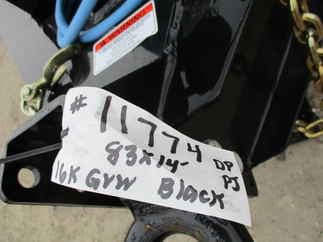 # 11774
83x14- DP
16K Gvw Black PJ